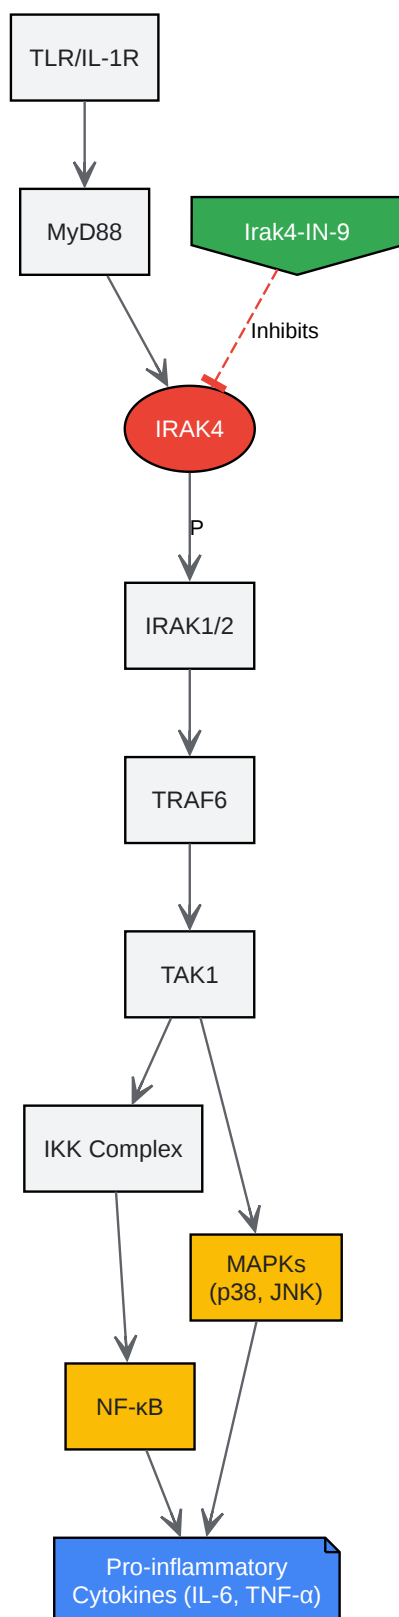 TLR/IL-1R
MyD88
Irak4-IN-9
Inhibits
IRAK4
P
IRAK1/2
TRAF6
TAK1
IKK Complex
MAPKs
(p38, JNK)
NF-κB
Pro-inflammatory
Cytokines (IL-6, TNF-α)